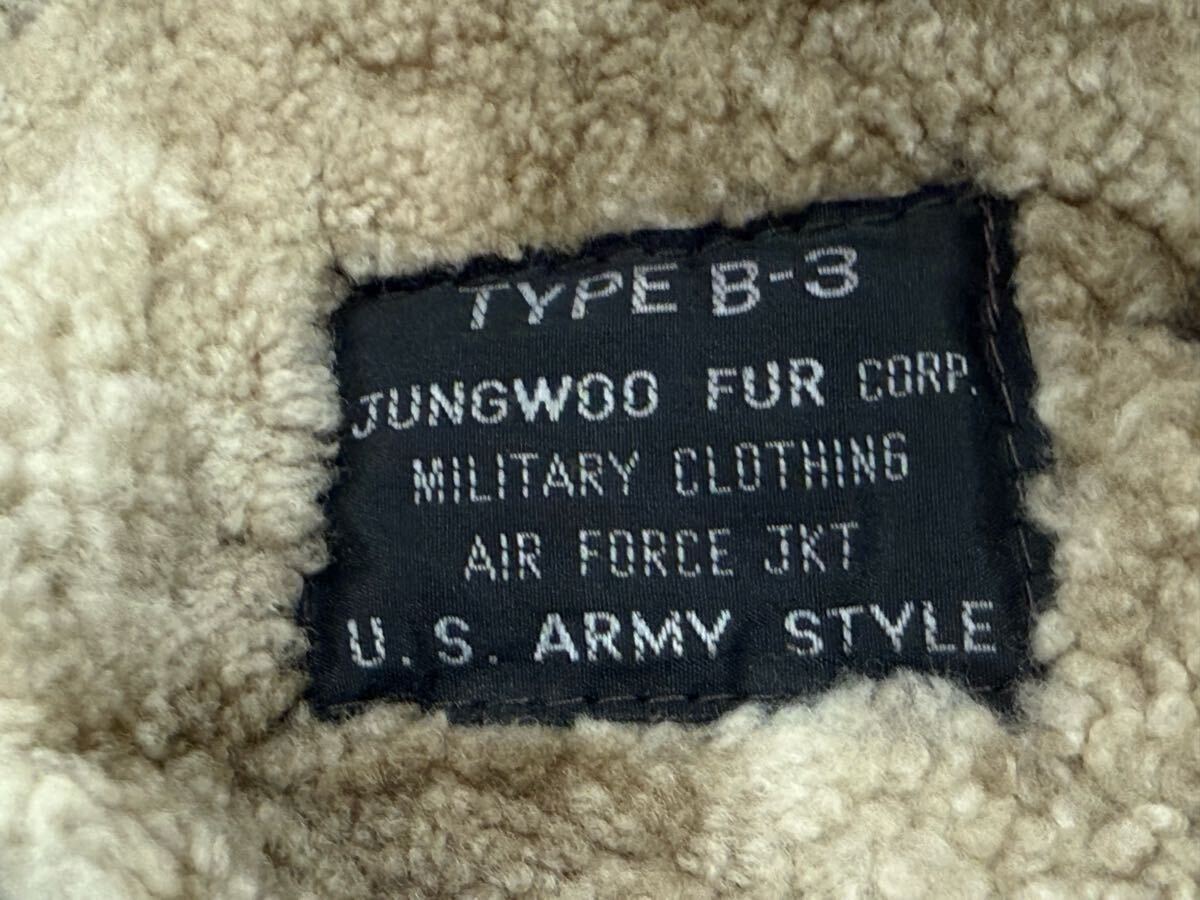 TYPE B-3
JUNGWOO FUR CORP.
MILITARY CLOTHING
AIR FORCE JKT
U.S. ARMY STYLE